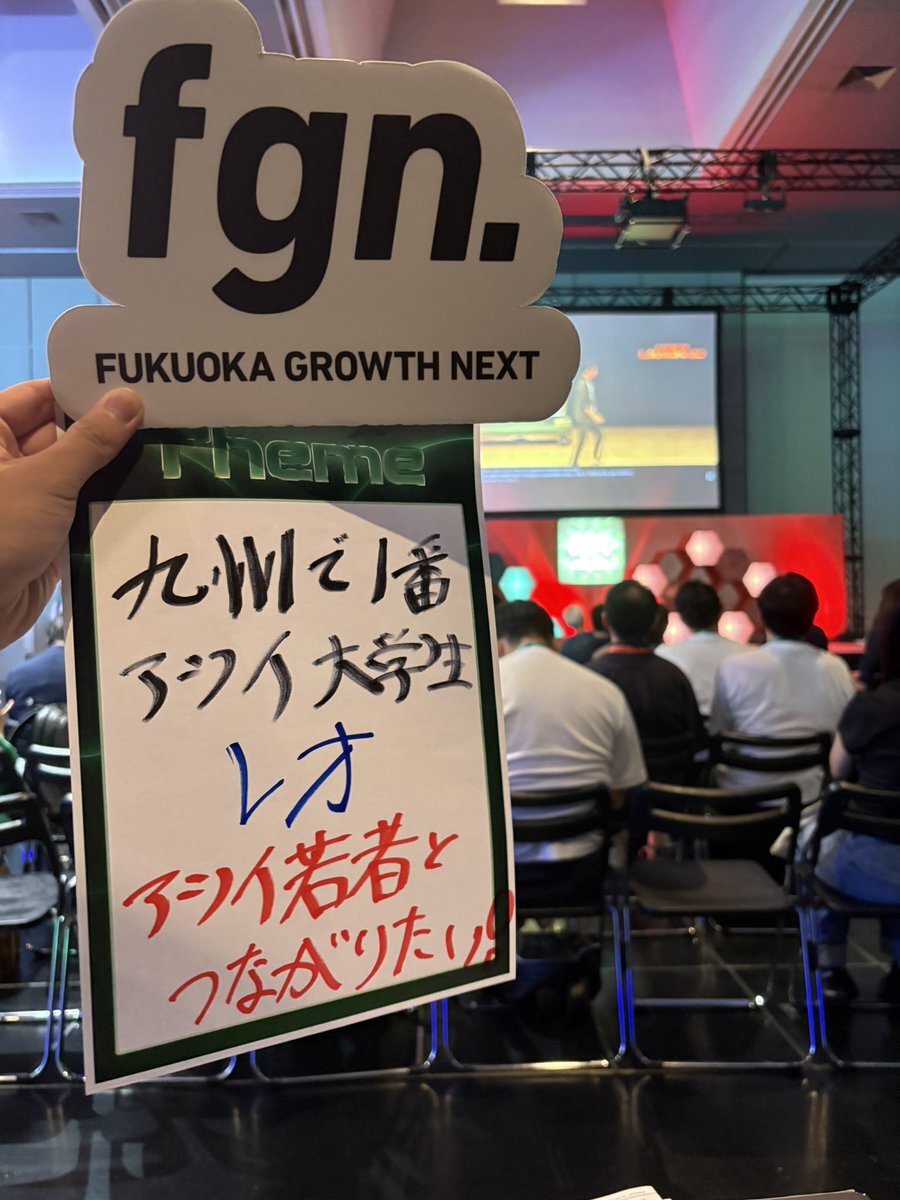 fgn.
FUKUOKA GROWTH NEXT
Theme
九州で1番
アツイ大学生
レオ
アツイ若者と
つながりたい!!